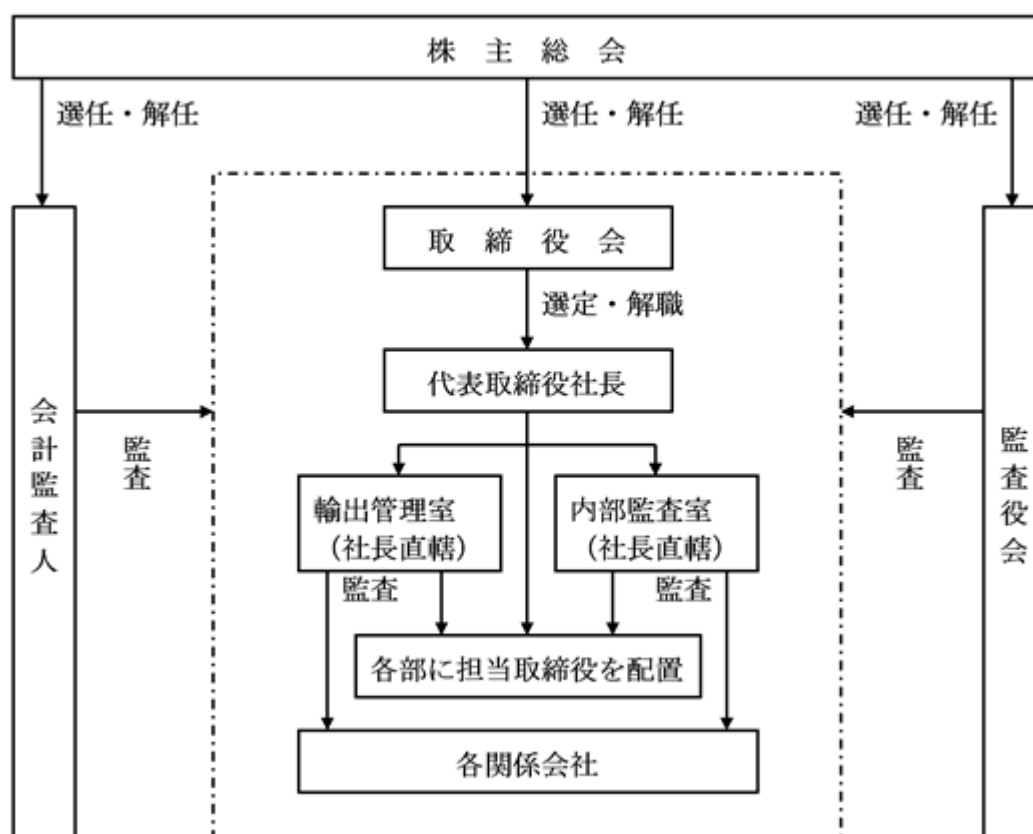 株主総会
選任・解任
選任・解任
選任・解任
取締役会
選定・解職
代表取締役社長
会計監査人
監査
監査
監査役会
輸出管理室
（社長直轄）
内部監査室
（社長直轄）
監査
監査
各部に担当取締役を配置
各関係会社